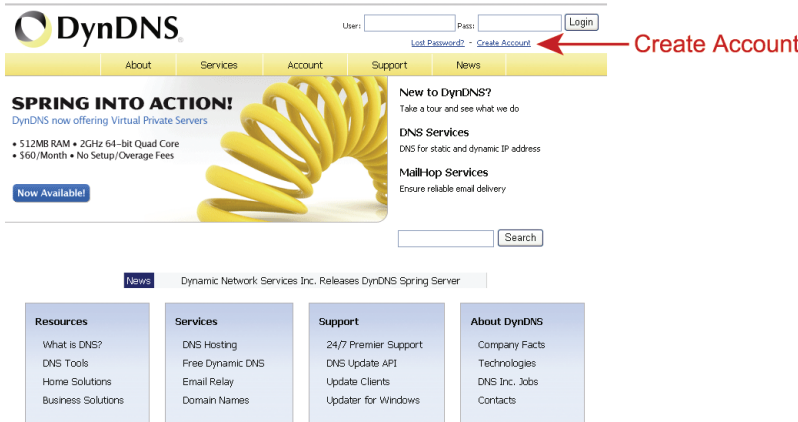 DynDNS
User:
Pass:
Login
Lost Password? - Create Account
Create Account
About Services Account Support News
SPRING INTO ACTION!
DynDNS now offering Virtual Private
Servers
• 512MB RAM • 2GHz 64-bit Quad Core
• $60/Month • No Setup/Overage Fees
Now Available!
New to DynDNS?
Take a tour and see what we do
DNS Services
DNS for static and dynamic IP address
MailHop Services
Ensure reliable email delivery
Search
News Dynamic Network Services Inc. Releases DynDNS Spring Server
Resources
What is DNS?
DNS Tools
Home Solutions
Business Solutions
Services
DNS Hosting
Free Dynamic DNS
Email Relay
Domain Names
Support
24/7 Premier Support
DNS Update API
Update Clients
Updater for Windows
About DynDNS
Company Facts
Technologies
DNS Inc. Jobs
Contacts